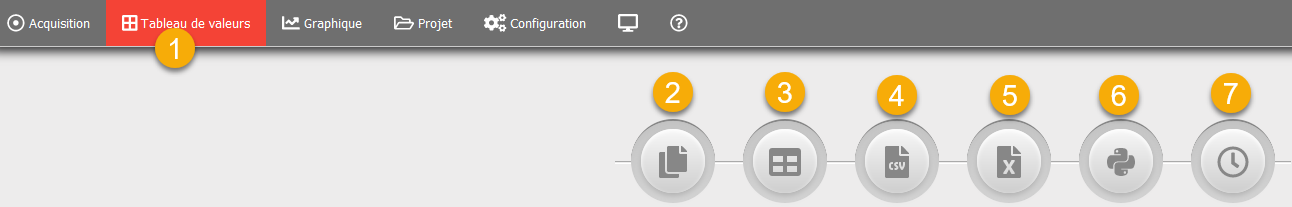 Acquisition Tableau de valeurs Graphique Projet Configuration ?
1
2 3 4 5 6 7
CSV X